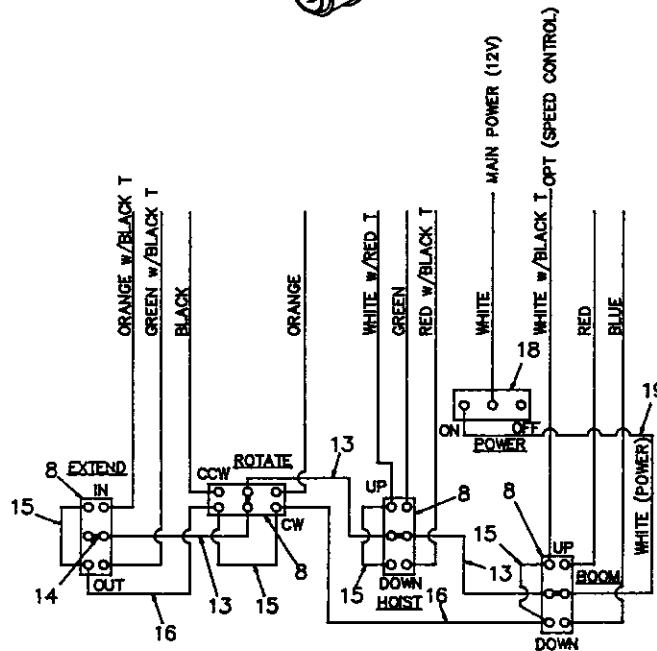 ORANGE w/BLACK T
GREEN w/BLACK T
BLACK
ORANGE
WHITE w/RED T
GREEN
RED w/BLACK T
MAIN POWER (12V)
WHITE
OPT (SPEED CONTROL)
WHITE w/BLACK T
RED
BLUE
18
19
ON
OFF
POWER
WHITE (POWER)
8
EXTEND
IN
15
14
OUT
16
13
CCW
ROTATE
13
CW
8
15
UP
8
15
DOWN
HOIST
13
16
8
15
UP
BOOM
DOWN